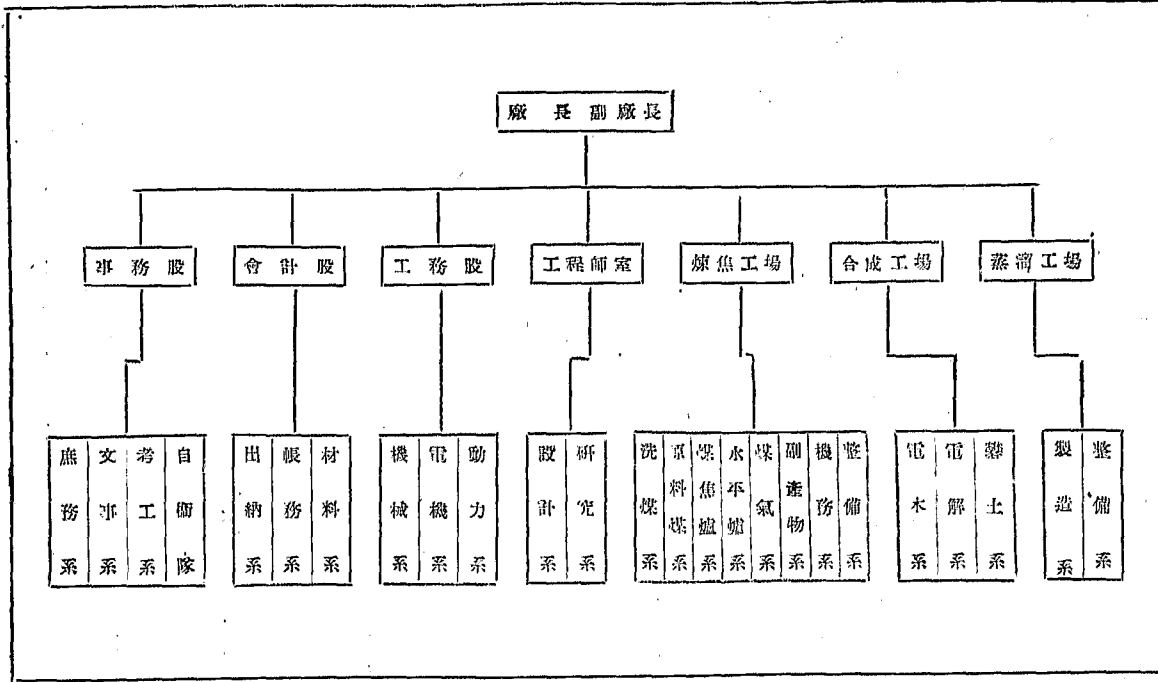 廠長副廠長
事務股
會計股
工務股
工程師室
煉焦工場
合成工場
蒸溜工場
庶務系
文事系
考工系
自衞隊
出納系
帳務系
材料系
機械系
電機系
動力系
設計系
研究系
洗煤系
原料煤系
煤焦爐系
水平爐系
煤氣系
副產物系
機務系
整備系
電木系
電解系
礬土系
製造系
整備系